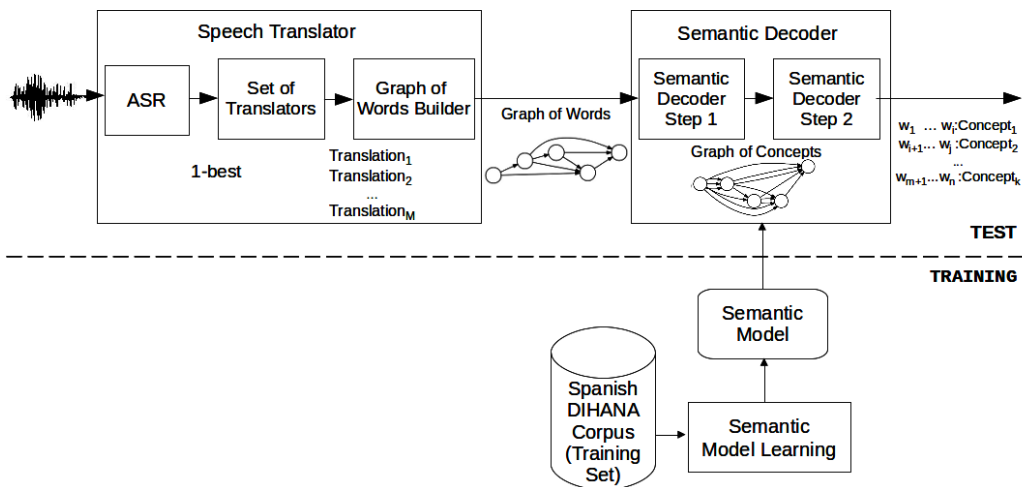 Speech Translator
ASR
Set of
Translators
Graph of
Words Builder
1-best
Translation₁
Translation₂
...
Translation_M
Graph of Words
Semantic Decoder
Semantic
Decoder
Step 1
Semantic
Decoder
Step 2
Graph of Concepts
w₁ ... wᵢ:Concept₁
wᵢ₊₁... wⱼ :Concept₂
...
wₘ₊₁...wₙ :Conceptₖ
TEST
TRAINING
Semantic
Model
Spanish
DIHANA
Corpus
(Training
Set)
Semantic
Model Learning